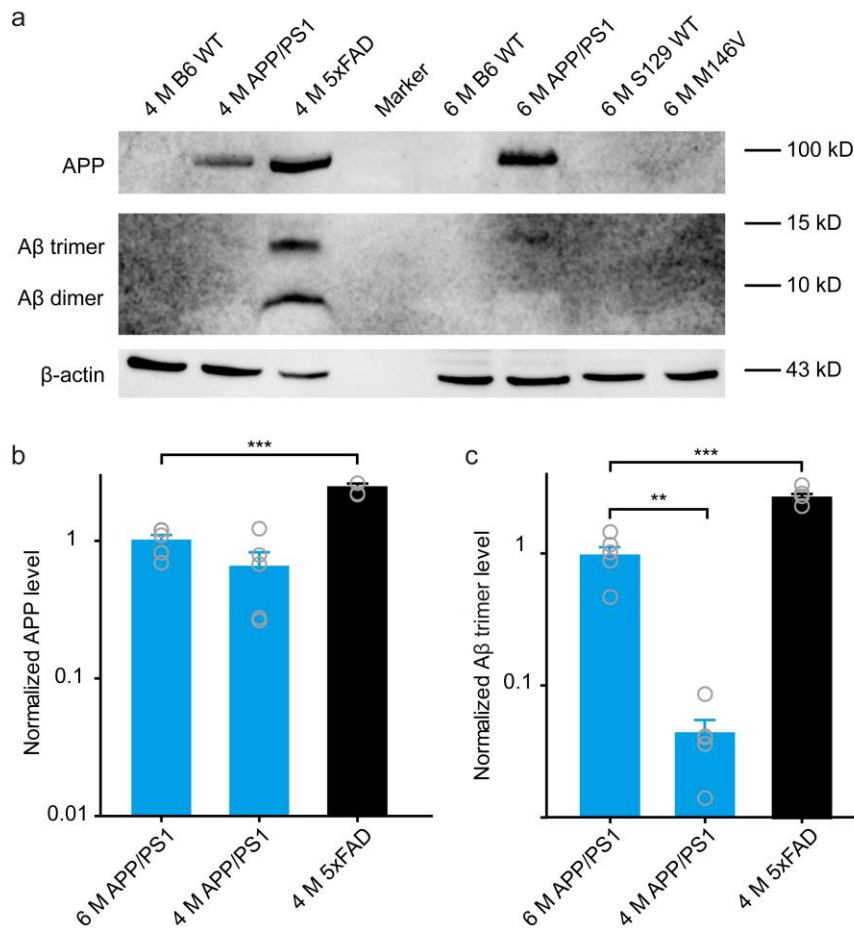 a
4 M B6 WT
4 M APP/PS1
4 M 5xFAD
Marker
6 M B6 WT
6 M APP/PS1
6 M S129 WT
6 M M146V
APP
100 kD
Aβ trimer
15 kD
Aβ dimer
10 kD
β-actin
43 kD
b
***
Normalized APP level
1
0.1
0.01
6 M APP/PS1
4 M APP/PS1
4 M 5xFAD
c
***
**
Normalized Aβ trimer level
1
0.1
6 M APP/PS1
4 M APP/PS1
4 M 5xFAD